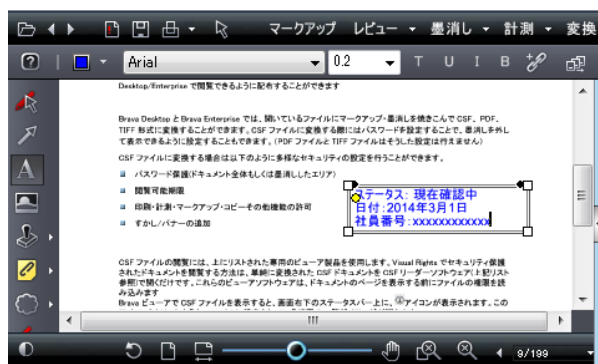 マークアップ レビュー 墨消し 計測 変換
Arial 0.2 T U I B
Desktop/Enterprise で閲覧できるように配布することができます
Brava Desktop と Brava Enterprise では、開いているファイルにマークアップ・墨消しを焼きこんで CSF、PDF、
TIFF 形式に変換することができます。CSF ファイルに変換する際にはパスワードを設定することで、墨消しを外し
て表示できるように設定することもできます。(PDF ファイルと TIFF ファイルはそうした設定は行えません)
CSF ファイルに変換する場合は以下のように多様なセキュリティの設定を行うことができます。
パスワード保護(ドキュメント全体もしくは墨消ししたエリア)
閲覧可能期限
印刷・計測・マークアップ・コピーその他機能の許可
すかし/バナーの追加
ステータス: 現在確認中
日付:2014年3月1日
社員番号:xxxxxxxxxxxx
CSF ファイルの閲覧には、上にリストされた専用のビューア製品を使用します。Visual Rights でセキュリティ保護
されたドキュメントを閲覧する方法は、単純に変換された CSF ドキュメントを CSF リーダーソフトウェア(上記リスト
参照)で開くだけです。これらのビューアソフトウェアは、ドキュメントのページを表示する前にファイルの権限を読
み込みます
Brava ビューアで CSF ファイルを表示すると、画面右下のステータスバー上に、アイコンが表示されます。この
9/199